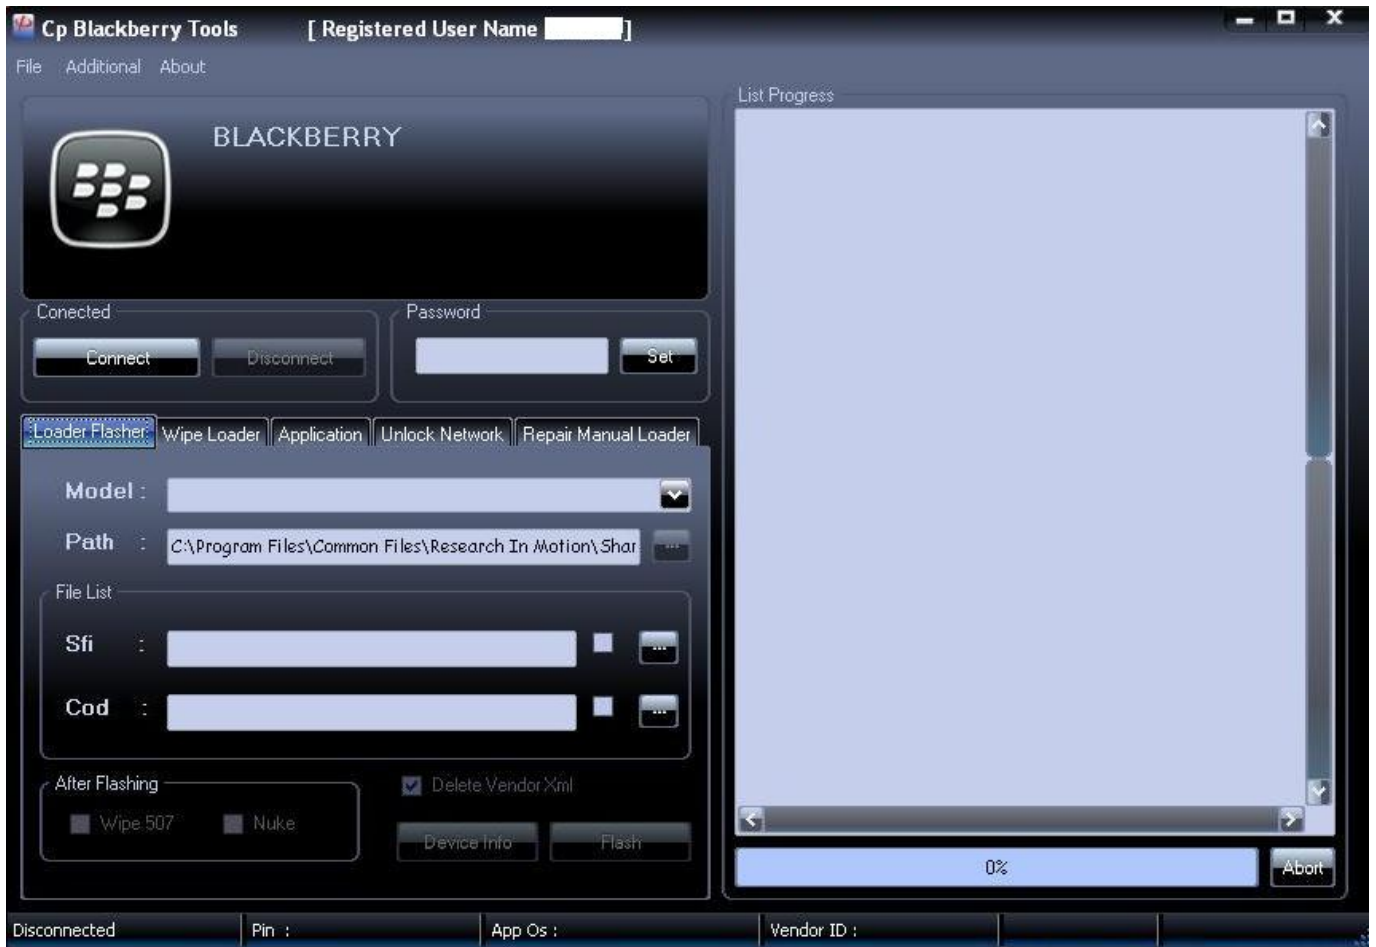 Cp Blackberry Tools [ Registered User Name ]
File Additional About
BLACKBERRY
Conected
Connect Disconnect
Password
Set
Loader Flasher Wipe Loader Application Unlock Network Repair Manual Loader
Model :
Path : C:\Program Files\Common Files\Research In Motion\Shar ...
File List
Sfi : ...
Cod : ...
After Flashing
Wipe 507 Nuke
Delete Vendor Xml
Device Info Flash
List Progress
0% Abort
Disconnected Pin : App Os : Vendor ID :